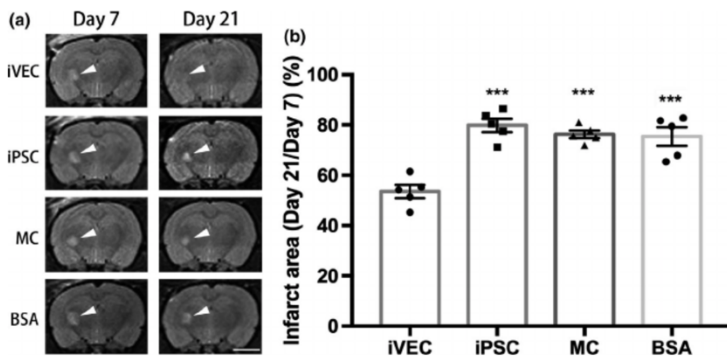 (a) Day 7 Day 21
iVEC
iPSC
MC
BSA
(b)
Infarct area (Day 21/Day 7) (%)
100
80
60
40
20
0
*** *** ***
iVEC iPSC MC BSA